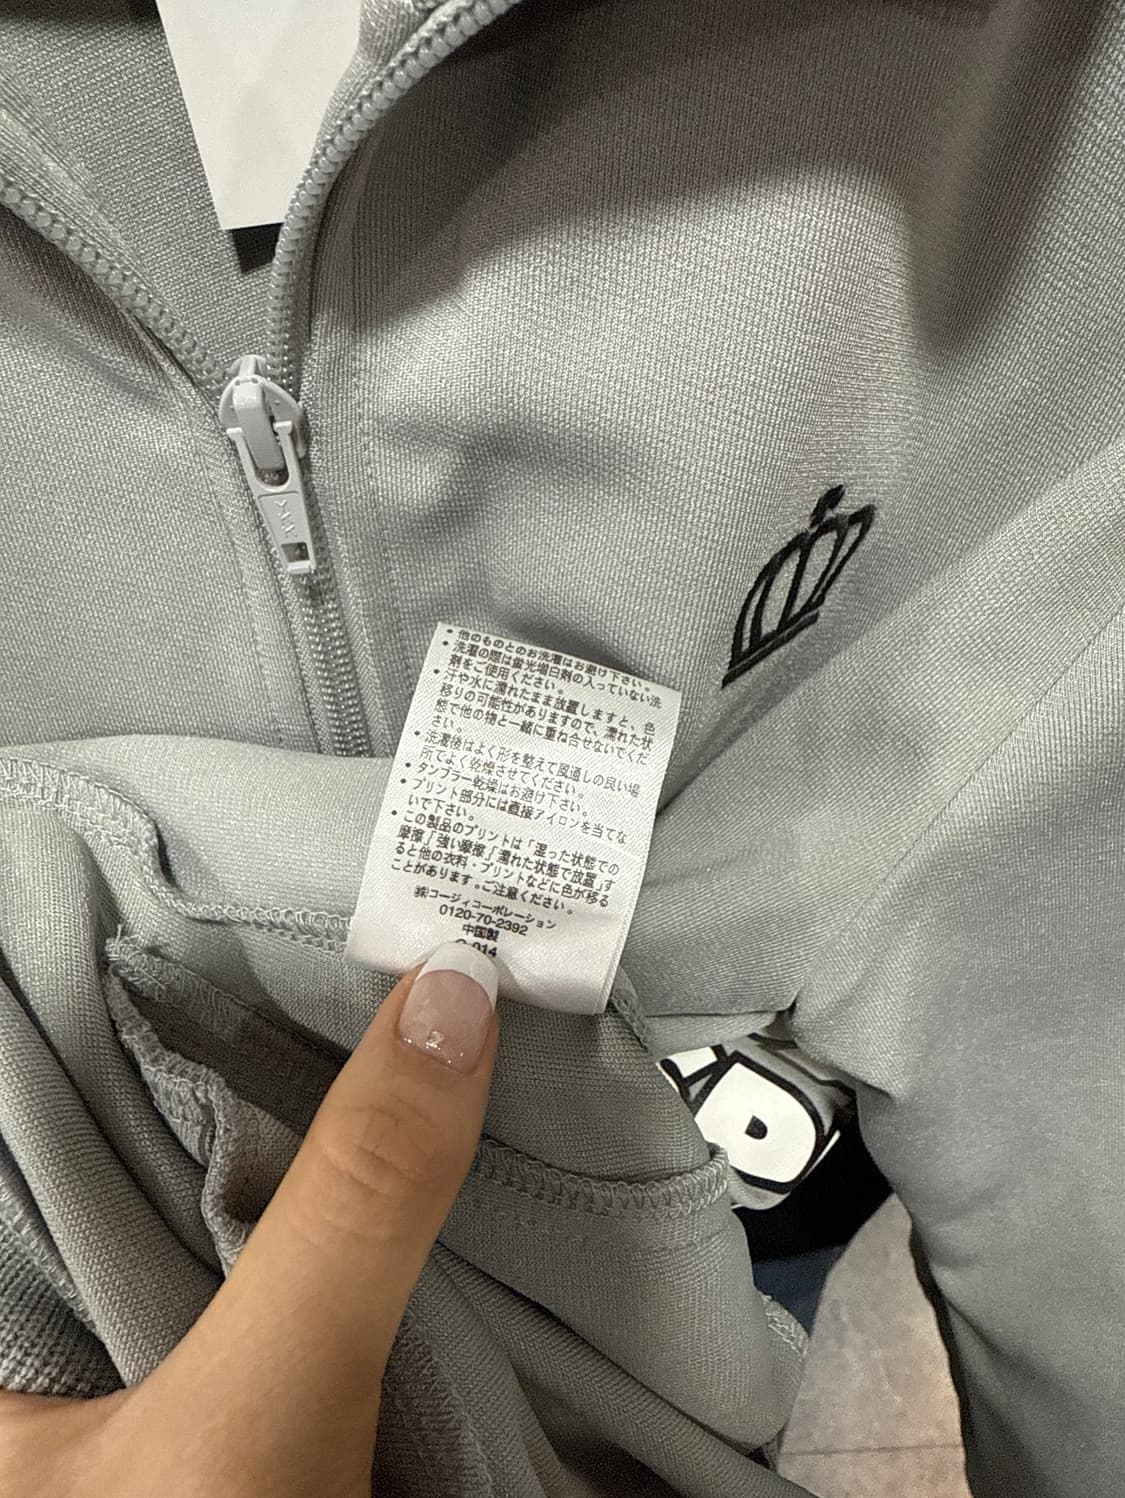 YKK
・他のものとのお洗濯はお避け下さい。
・洗濯の際は蛍光増白剤の入っていない洗
剤をご使用ください。
・汗や水に濡れたまま放置しますと、色
移りの可能性がありますので、濡れた状
態で他の物と一緒に重ね合せないでくだ
さい。
・洗濯後はよく形を整えて風通しの良い場
所でよく乾燥させてください。
・タンブラー乾燥はお避け下さい。
・プリント部分には直接アイロンを当てな
いで下さい。
・この製品のプリントは「湿った状態での
摩擦」「強い摩擦」「濡れた状態で放置」す
ると他の衣料・プリントなどに色が移る
ことがあります。ご注意ください。
㈱コージィコーポレーション
0120-70-2392
中国製
014